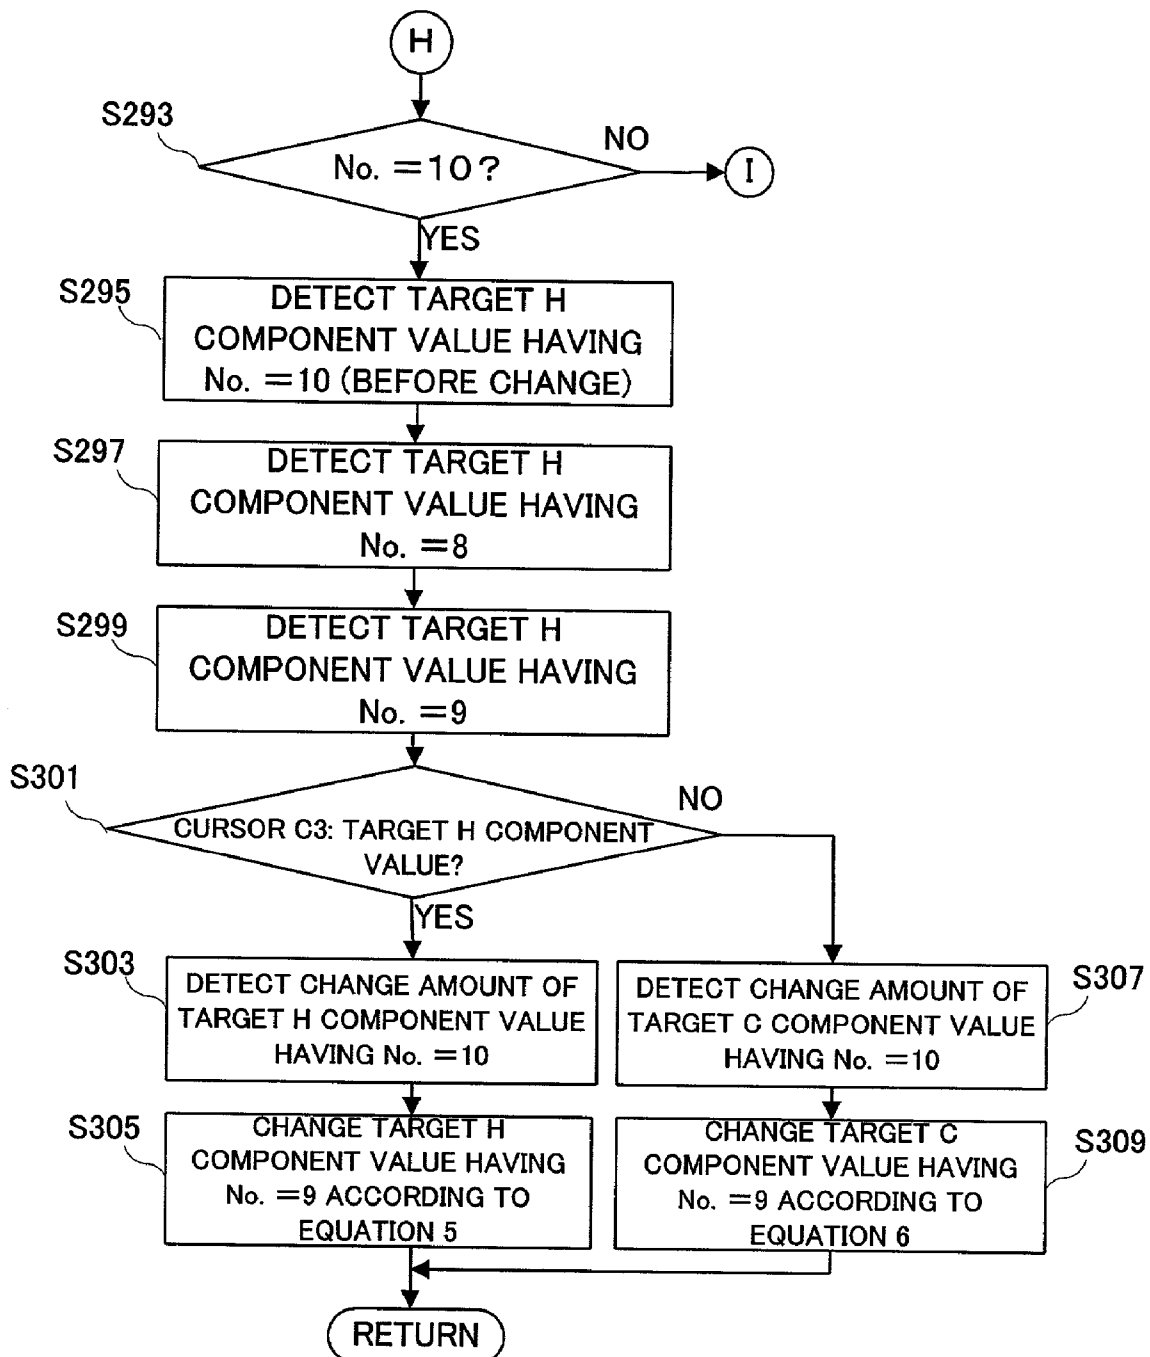 H
S293
No. =10?
NO
I
YES
S295
DETECT TARGET H
COMPONENT VALUE HAVING
No. =10 (BEFORE CHANGE)
S297
DETECT TARGET H
COMPONENT VALUE HAVING
No. =8
S299
DETECT TARGET H
COMPONENT VALUE HAVING
No. =9
S301
NO
CURSOR C3: TARGET H COMPONENT
VALUE?
YES
S303
DETECT CHANGE AMOUNT OF
TARGET H COMPONENT VALUE
HAVING No. =10
S307
DETECT CHANGE AMOUNT OF
TARGET C COMPONENT VALUE
HAVING No. =10
S305
CHANGE TARGET H
COMPONENT VALUE HAVING
No. =9 ACCORDING TO
EQUATION 5
S309
CHANGE TARGET C
COMPONENT VALUE HAVING
No. =9 ACCORDING TO
EQUATION 6
RETURN